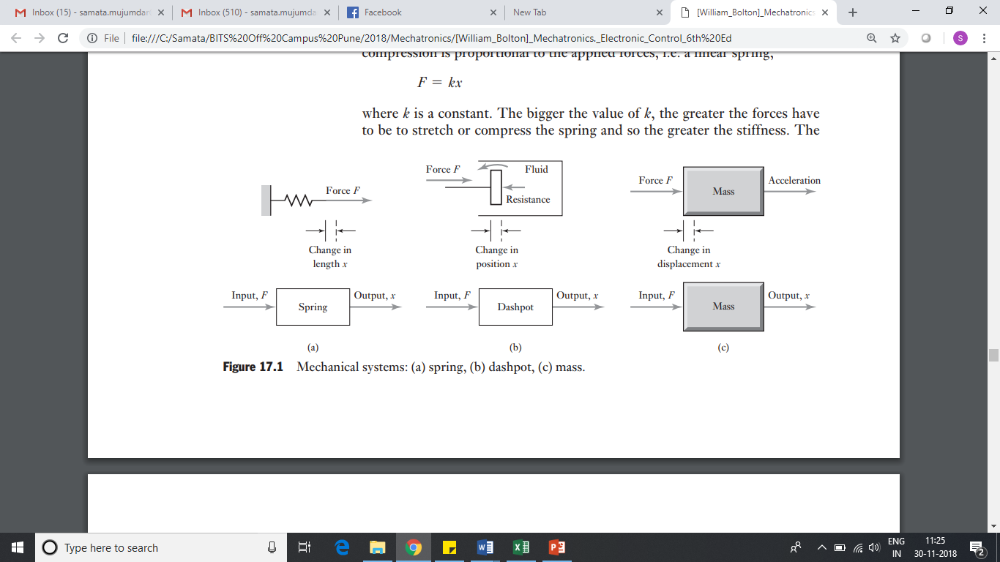 Inbox (15) - samata.mujumdar
Inbox (510) - samata.mujumda
Facebook
New Tab
[William_Bolton]_Mechatronics
File
file:///C:/Samata/BITS%20Off%20Campus%20Pune/2018/Mechatronics/[William_Bolton]_Mechatronics._Electronic_Control_6th%20Ed
S
compression is proportional to the applied forces, i.e. a linear spring,
F = kx
where k is a constant. The bigger the value of k, the greater the forces have
to be to stretch or compress the spring and so the greater the stiffness. The
Force F
Change in
length x
Force F
Fluid
Resistance
Change in
position x
Force F
Mass
Acceleration
Change in
displacement x
Input, F
Spring
Output, x
Input, F
Dashpot
Output, x
Input, F
Mass
Output, x
(a)
(b)
(c)
Figure 17.1 Mechanical systems: (a) spring, (b) dashpot, (c) mass.
Type here to search
ENG
IN
11:25
30-11-2018
2